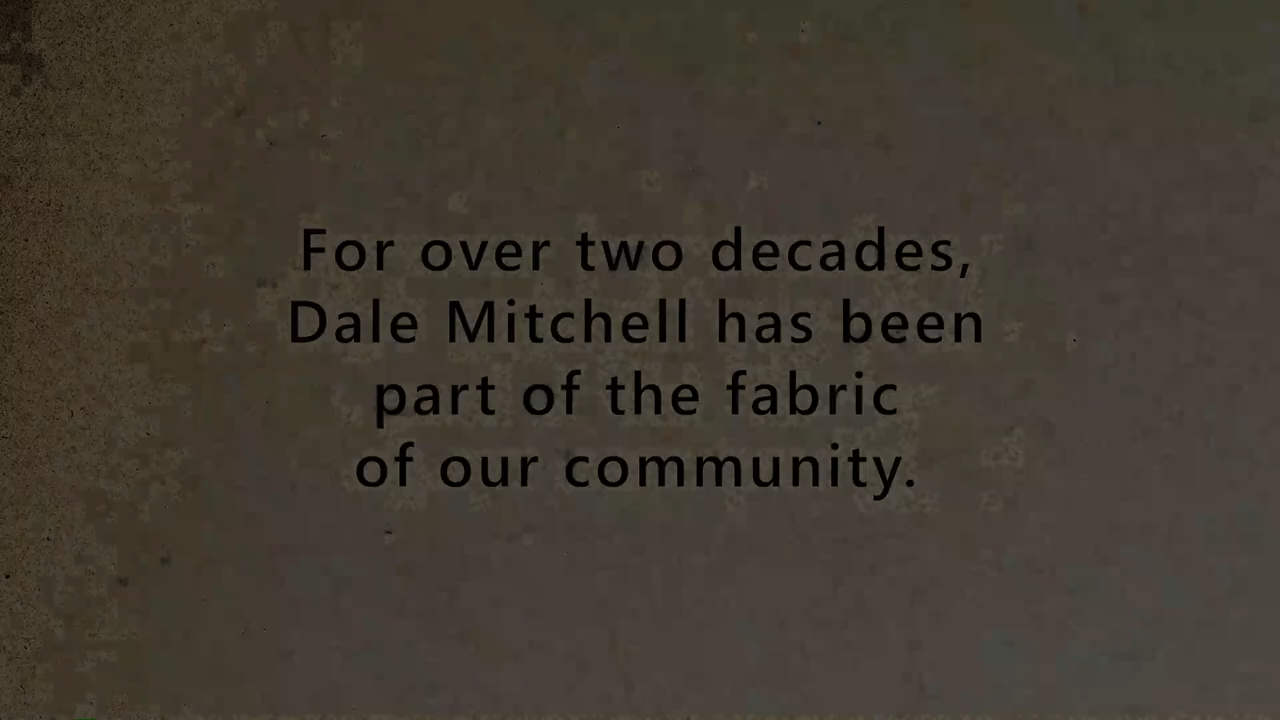 For over two decades,
Dale Mitchell has been
part of the fabric
of our community.